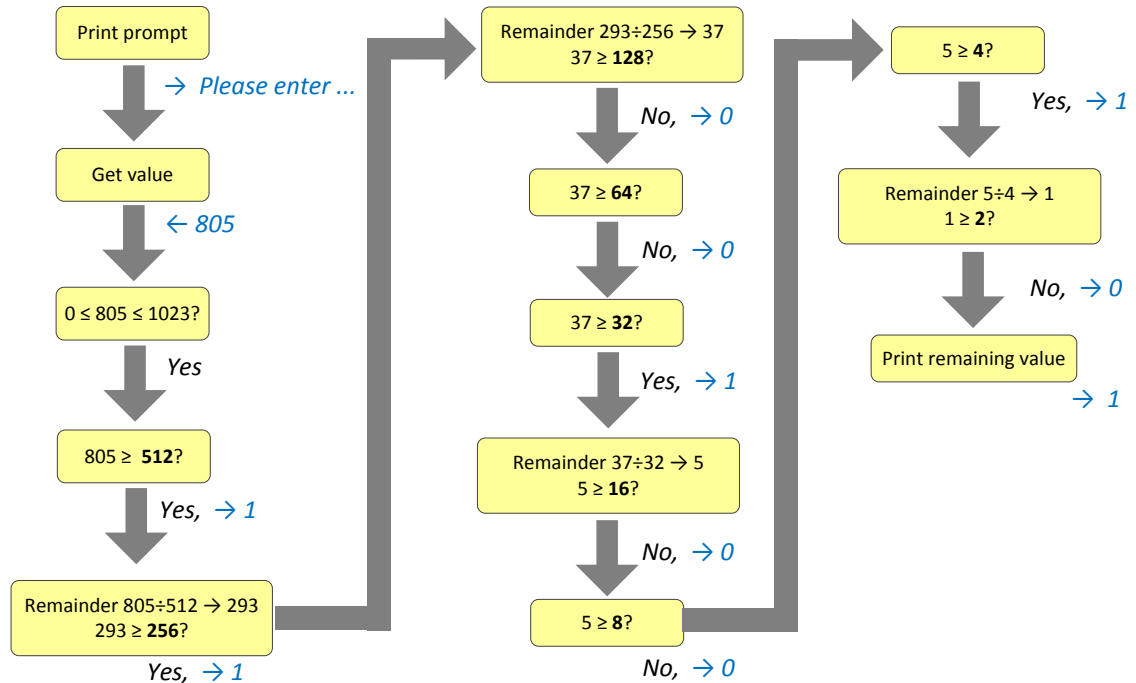 Print prompt
→ Please enter ...
Get value
← 805
0 ≤ 805 ≤ 1023?
Yes
805 ≥ 512?
Yes, → 1
Remainder 805÷512 → 293
293 ≥ 256?
Yes, → 1
Remainder 293÷256 → 37
37 ≥ 128?
No, → 0
37 ≥ 64?
No, → 0
37 ≥ 32?
Yes, → 1
Remainder 37÷32 → 5
5 ≥ 16?
No, → 0
5 ≥ 8?
No, → 0
5 ≥ 4?
Yes, → 1
Remainder 5÷4 → 1
1 ≥ 2?
No, → 0
Print remaining value
→ 1